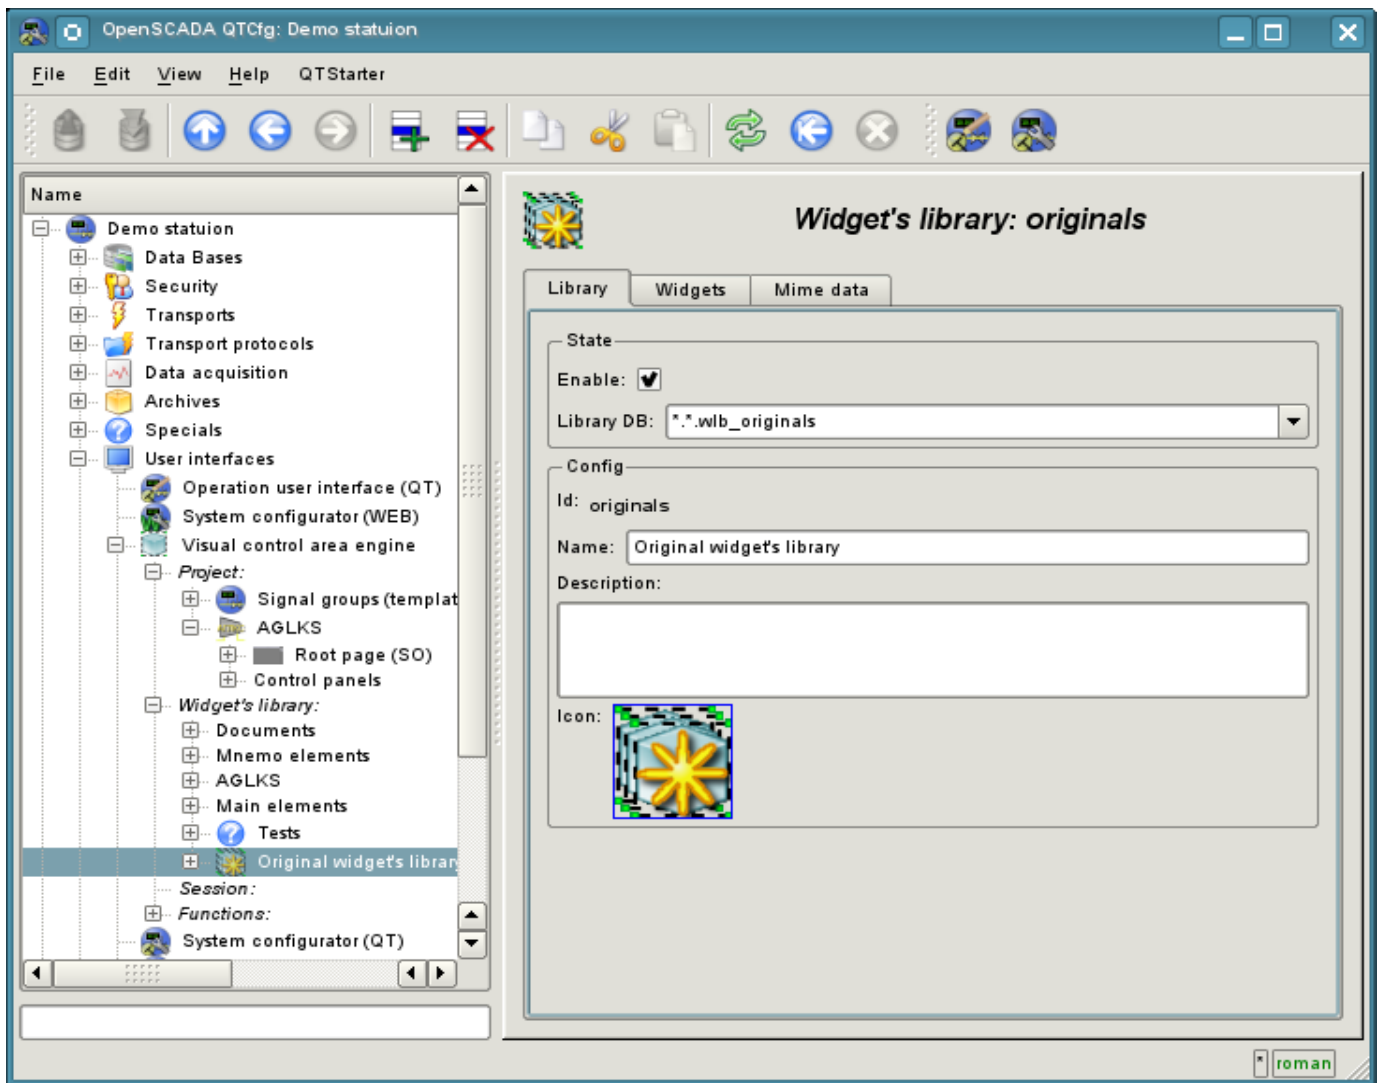 OpenSCADA QTCfg: Demo statuion
File Edit View Help QTStarter
Name
Demo statuion
Data Bases
Security
Transports
Transport protocols
Data acquisition
Archives
Specials
User interfaces
Operation user interface (QT)
System configurator (WEB)
Visual control area engine
Project:
Signal groups (templat
AGLKS
Root page (SO)
Control panels
Widget's library:
Documents
Mnemo elements
AGLKS
Main elements
Tests
Original widget's librar
Session:
Functions:
System configurator (QT)
Widget's library: originals
Library Widgets Mime data
State
Enable:
Library DB: *.*.wlb_originals
Config
Id: originals
Name: Original widget's library
Description:
Icon:
* roman